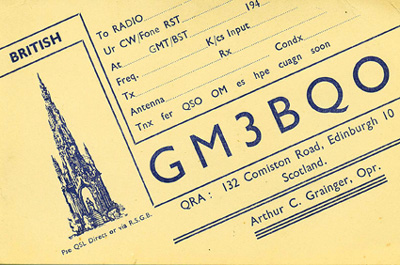 BRITISH
To RADIO
Ur CW/Fone RST 194
At GMT/BST K/cs Input
Freq. Rx Condx
Tx
Antenna
Tnx fer QSO OM es hpe cuagn soon
GM3BQO
QRA: 132 Comiston Road, Edinburgh 10
Scotland.
Arthur C. Grainger, Opr.
Pse QSL Direct or via R.S.G.B.